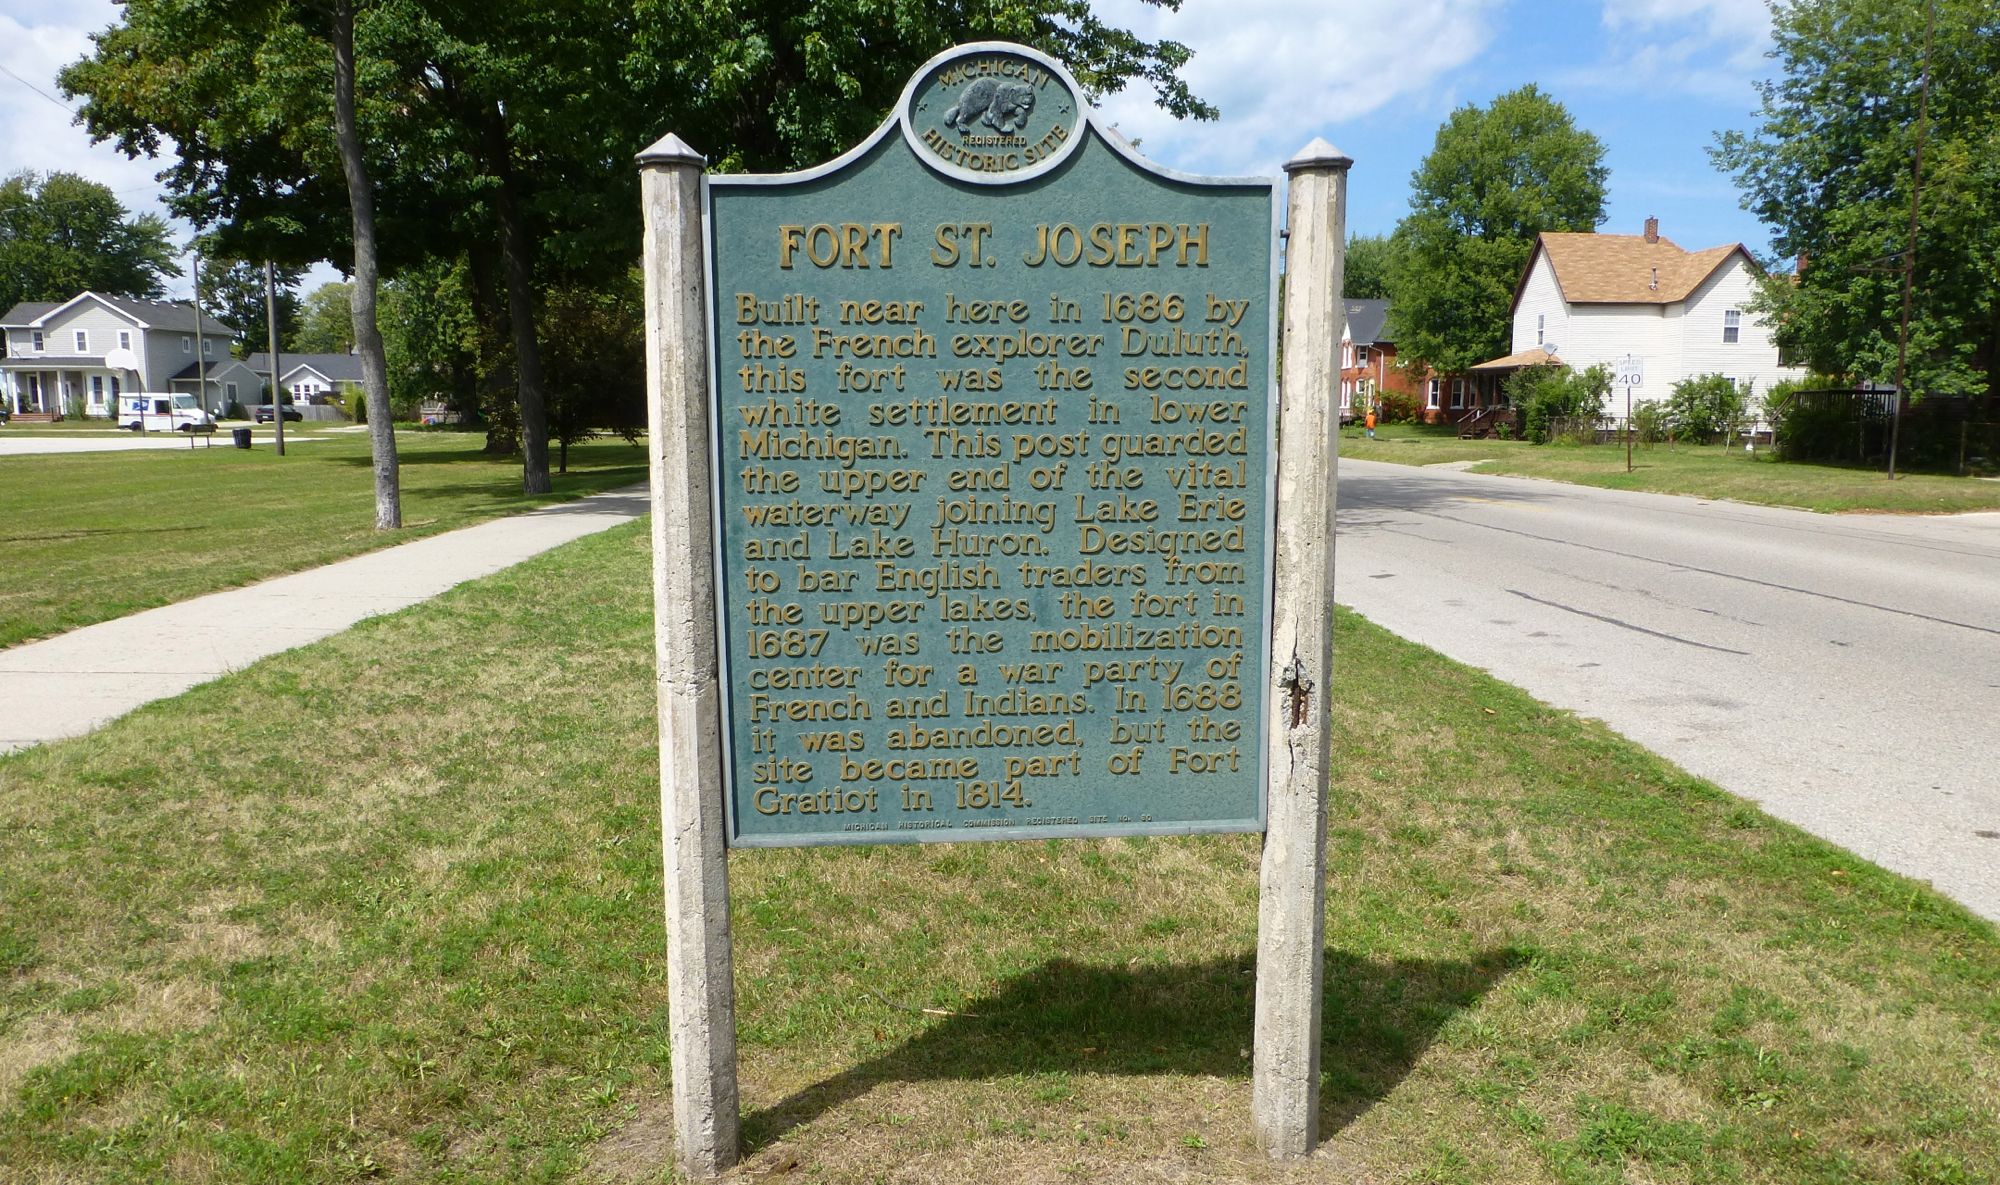 MICHIGAN
REGISTERED
HISTORIC SITE
FORT ST. JOSEPH
Built near here in 1686 by
the French explorer Duluth,
this fort was the second
white settlement in lower
Michigan. This post guarded
the upper end of the vital
waterway joining Lake Erie
and Lake Huron. Designed
to bar English traders from
the upper lakes, the fort in
1687 was the mobilization
center for a war party of
French and Indians. In 1688
it was abandoned, but the
site became part of Fort
Gratiot in 1814.
MICHIGAN HISTORICAL COMMISSION REGISTERED SITE NO. 90
SPEED
LIMIT
40